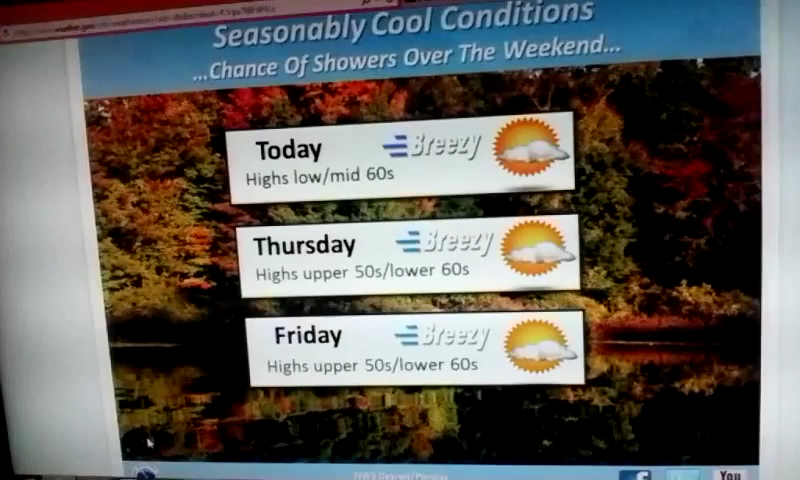 Seasonably Cool Conditions
...Chance Of Showers Over The Weekend...
Today
Breezy
Highs low/mid 60s
Thursday
Breezy
Highs upper 50s/lower 60s
Friday
Breezy
Highs upper 50s/lower 60s
You